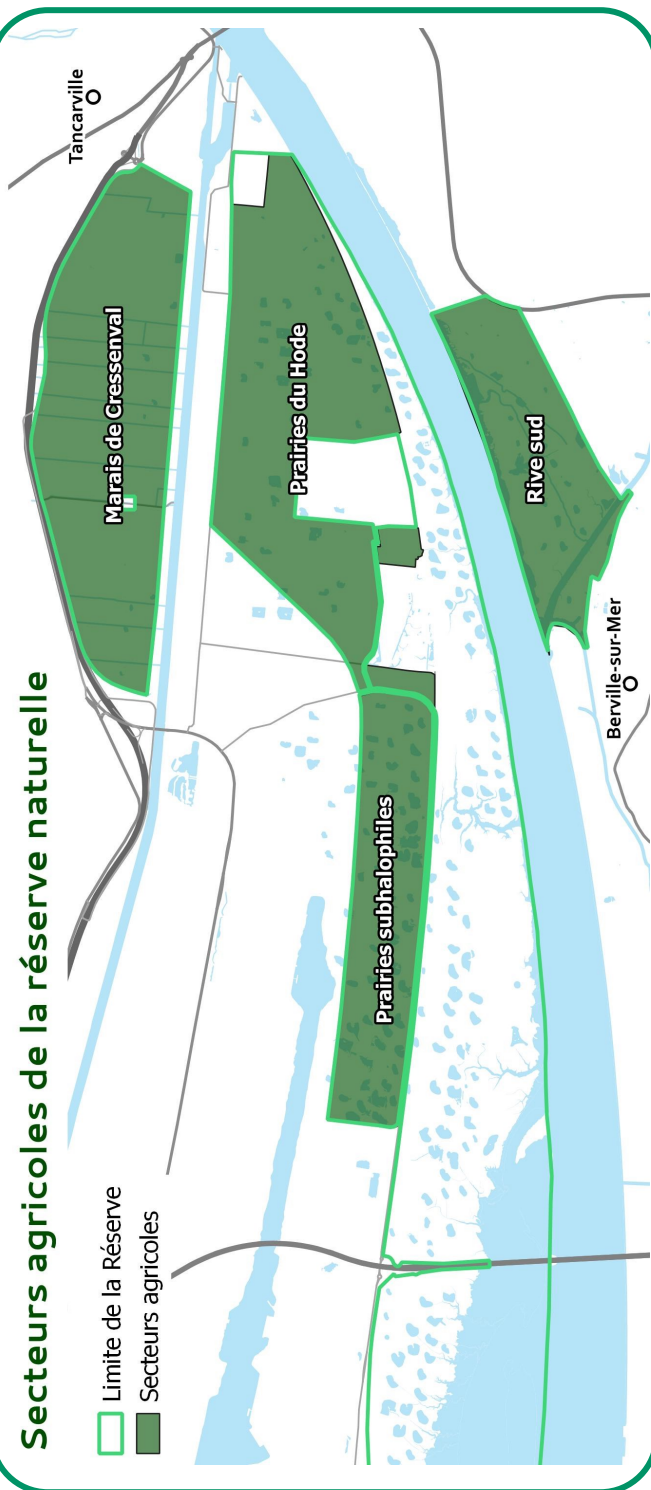 Secteurs agricoles de la réserve naturelle
Limite de la Réserve
Secteurs agricoles
Tancarville
Marais de Cressenval
Prairies du Hode
Prairies subhalophiles
Rive sud
Berville-sur-Mer